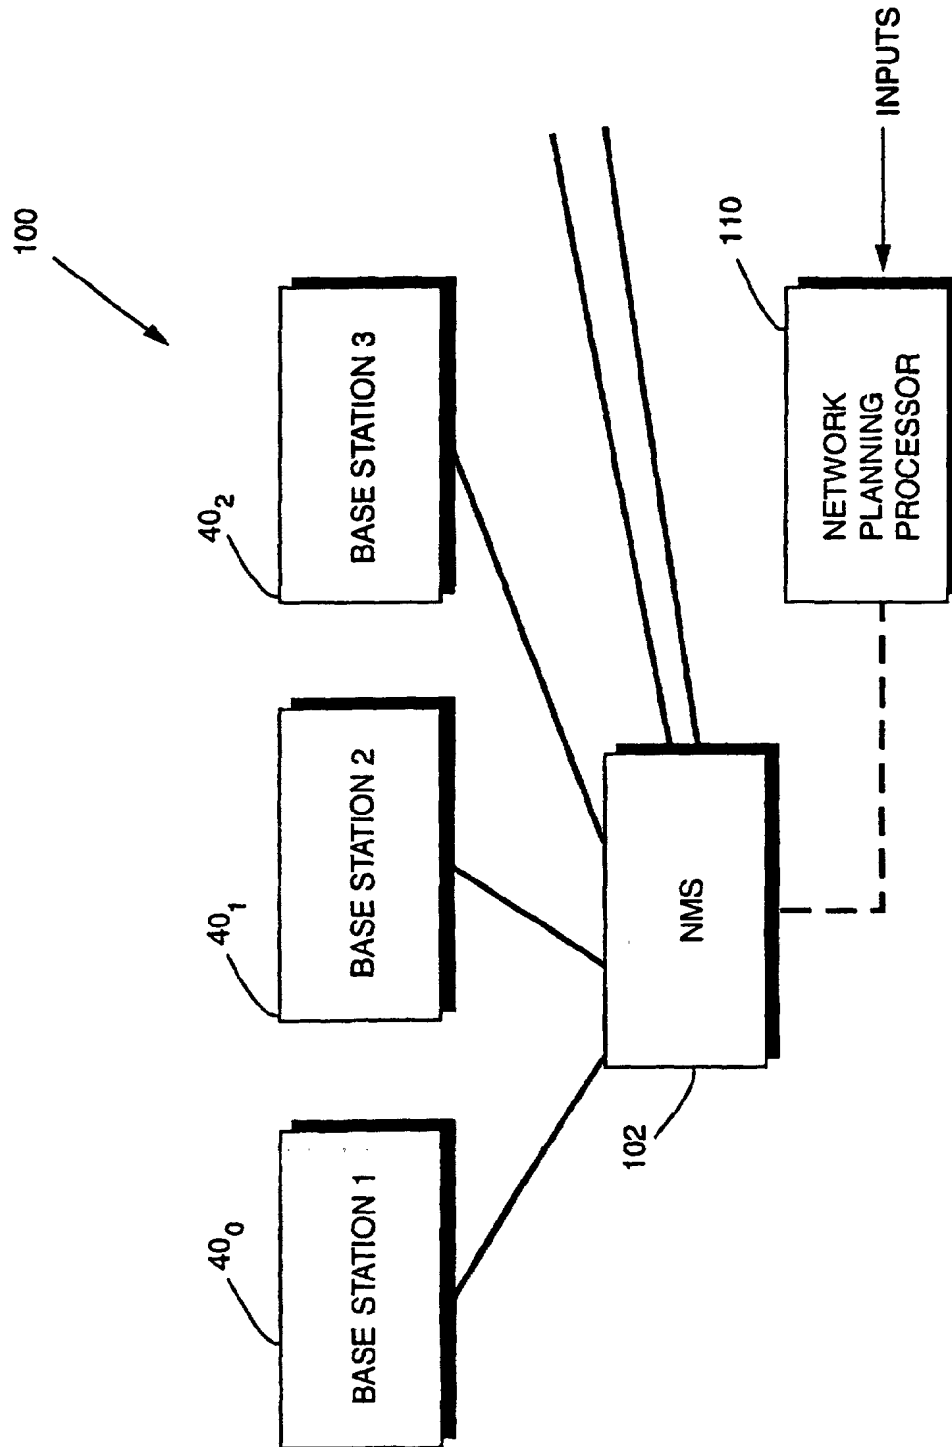 100
40₀
40₁
40₂
BASE STATION 1
BASE STATION 2
BASE STATION 3
110
NMS
102
NETWORK
PLANNING
PROCESSOR
INPUTS